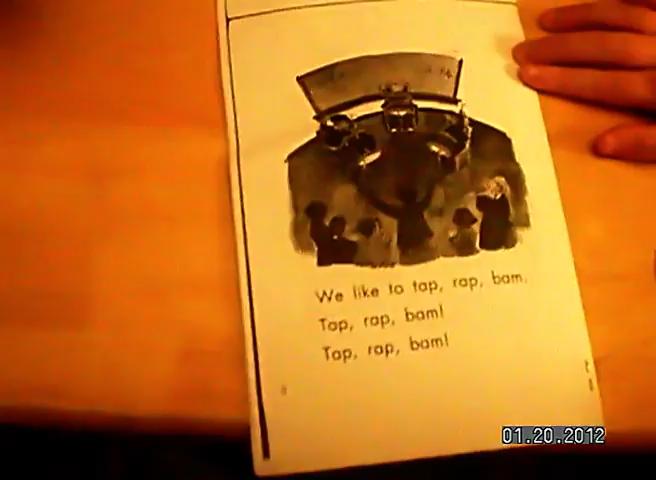 We like to tap, rap, bam.
Tap, rap, bam!
Tap, rap, bam!
01.20.2012